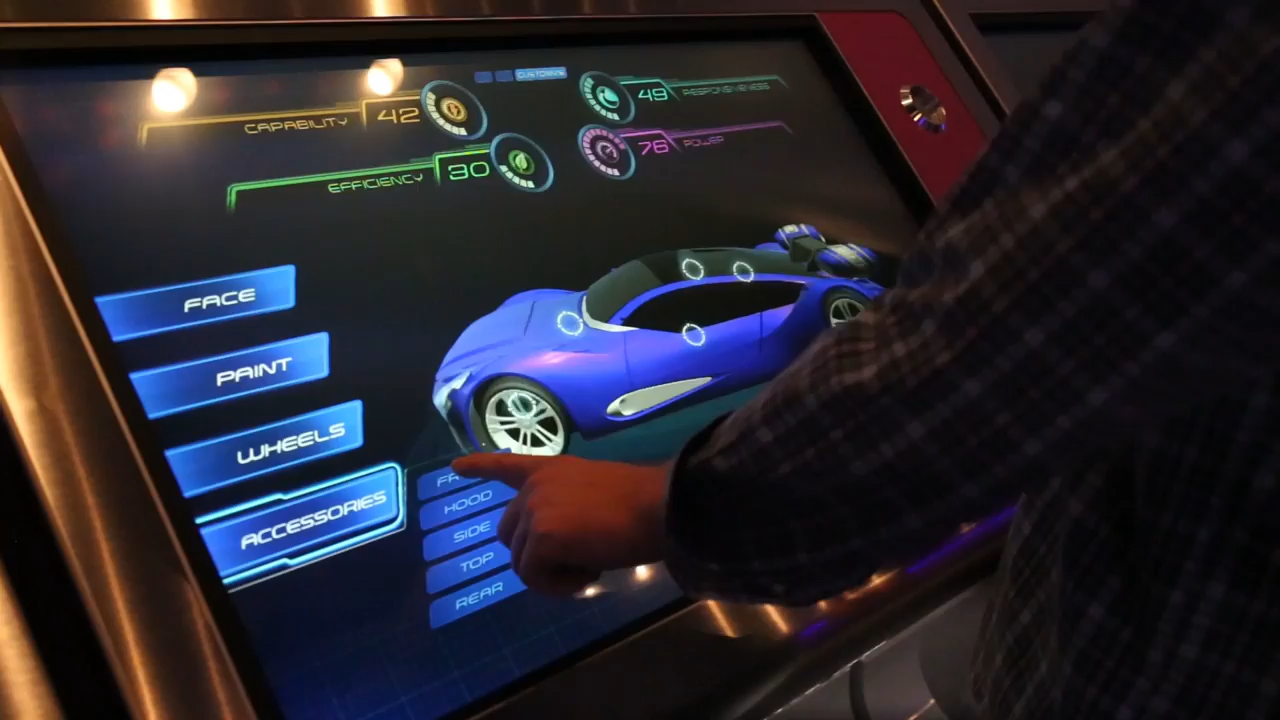 CUSTOMIZE
CAPABILITY 42
49 RESPONSIVENESS
EFFICIENCY 30
76 POWER
FACE
PAINT
WHEELS
ACCESSORIES
HOOD
SIDE
TOP
REAR